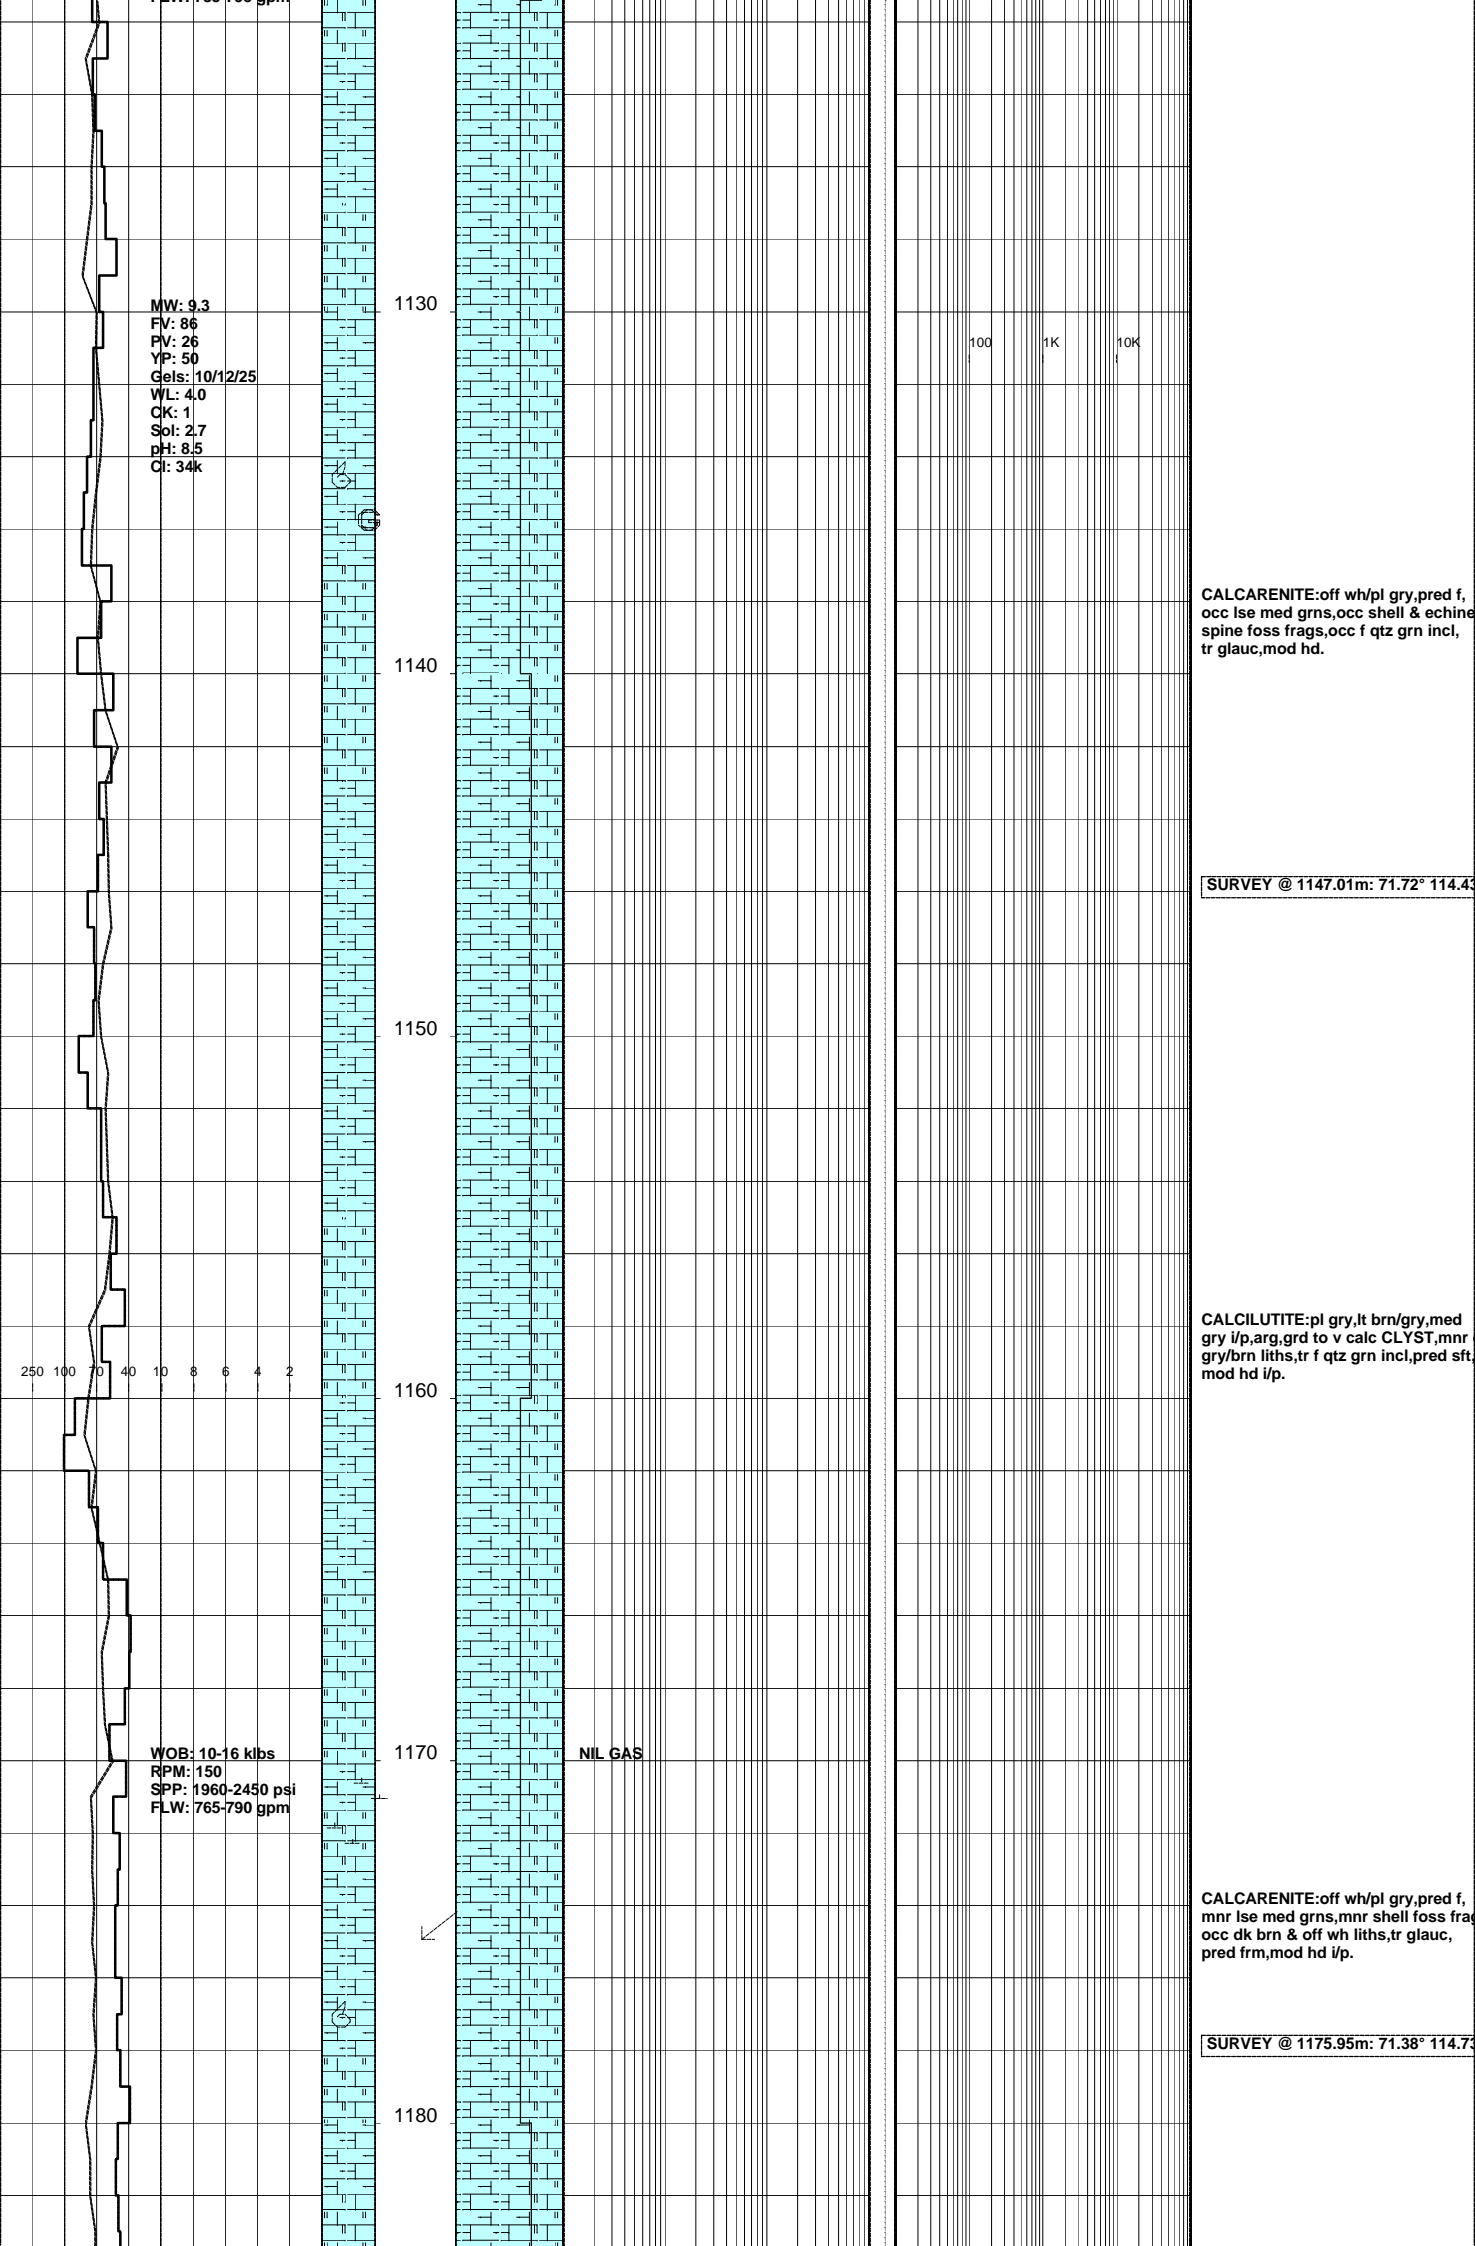 MW: 9.3
FV: 86
PV: 26
YP: 50
Gels: 10/12/25
WL: 4.0
CK: 1
Sol: 2.7
pH: 8.5
Cl: 34k
1130
100 1K 10K
CALCARENITE:off wh/pl gry,pred f,
occ lse med grns,occ shell & echine
spine foss frags,occ f qtz grn incl,
tr glauc,mod hd.
1140
SURVEY @ 1147.01m: 71.72° 114.43
1150
CALCILUTITE:pl gry,lt brn/gry,med
gry i/p,arg,grd to v calc CLYST,mnr
gry/brn liths,tr f qtz grn incl,pred sft,
mod hd i/p.
250 100 70 40 10 8 6 4 2
1160
WOB: 10-16 klbs
RPM: 150
SPP: 1960-2450 psi
FLW: 765-790 gpm
1170
NIL GAS
CALCARENITE:off wh/pl gry,pred f,
mnr lse med grns,mnr shell foss frag
occ dk brn & off wh liths,tr glauc,
pred frm,mod hd i/p.
SURVEY @ 1175.95m: 71.38° 114.73
1180